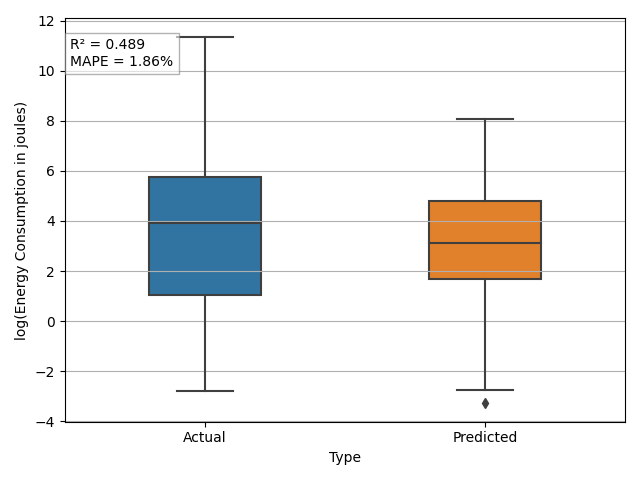 12
10
8
6
4
2
0
−2
−4
log(Energy Consumption in joules)
R² = 0.489
MAPE = 1.86%
Actual
Predicted
Type